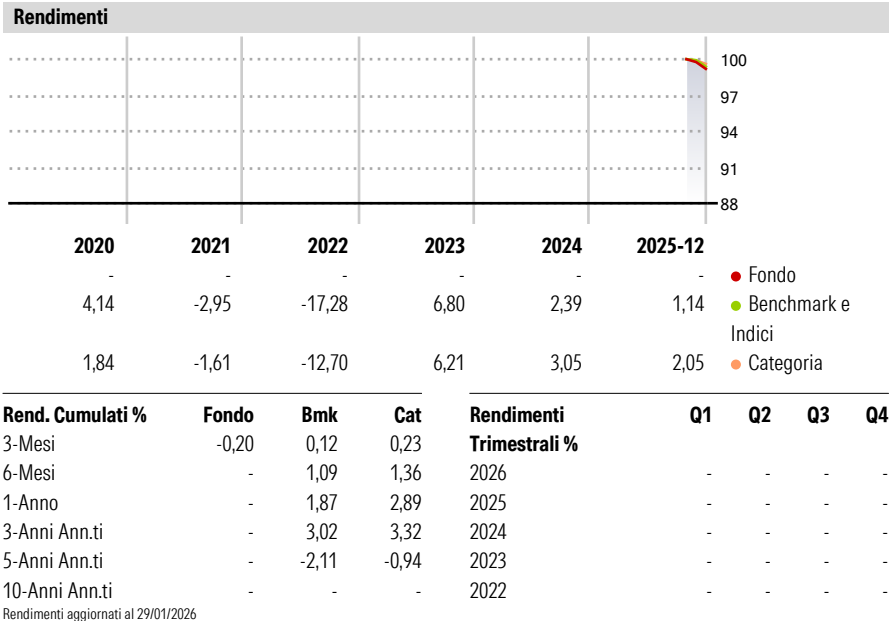 Rendimenti
100
97
94
91
88
2020 2021 2022 2023 2024 2025-12
- - - - - - Fondo
4,14 -2,95 -17,28 6,80 2,39 1,14 Benchmark e
Indici
1,84 -1,61 -12,70 6,21 3,05 2,05 Categoria
Rend. Cumulati % Fondo Bmk Cat
3-Mesi -0,20 0,12 0,23
6-Mesi - 1,09 1,36
1-Anno - 1,87 2,89
3-Anni Ann.ti - 3,02 3,32
5-Anni Ann.ti - -2,11 -0,94
10-Anni Ann.ti - - -
Rendimenti aggiornati al 29/01/2026
Rendimenti Q1 Q2 Q3 Q4
Trimestrali %
2026 - - - -
2025 - - - -
2024 - - - -
2023 - - - -
2022 - - - -